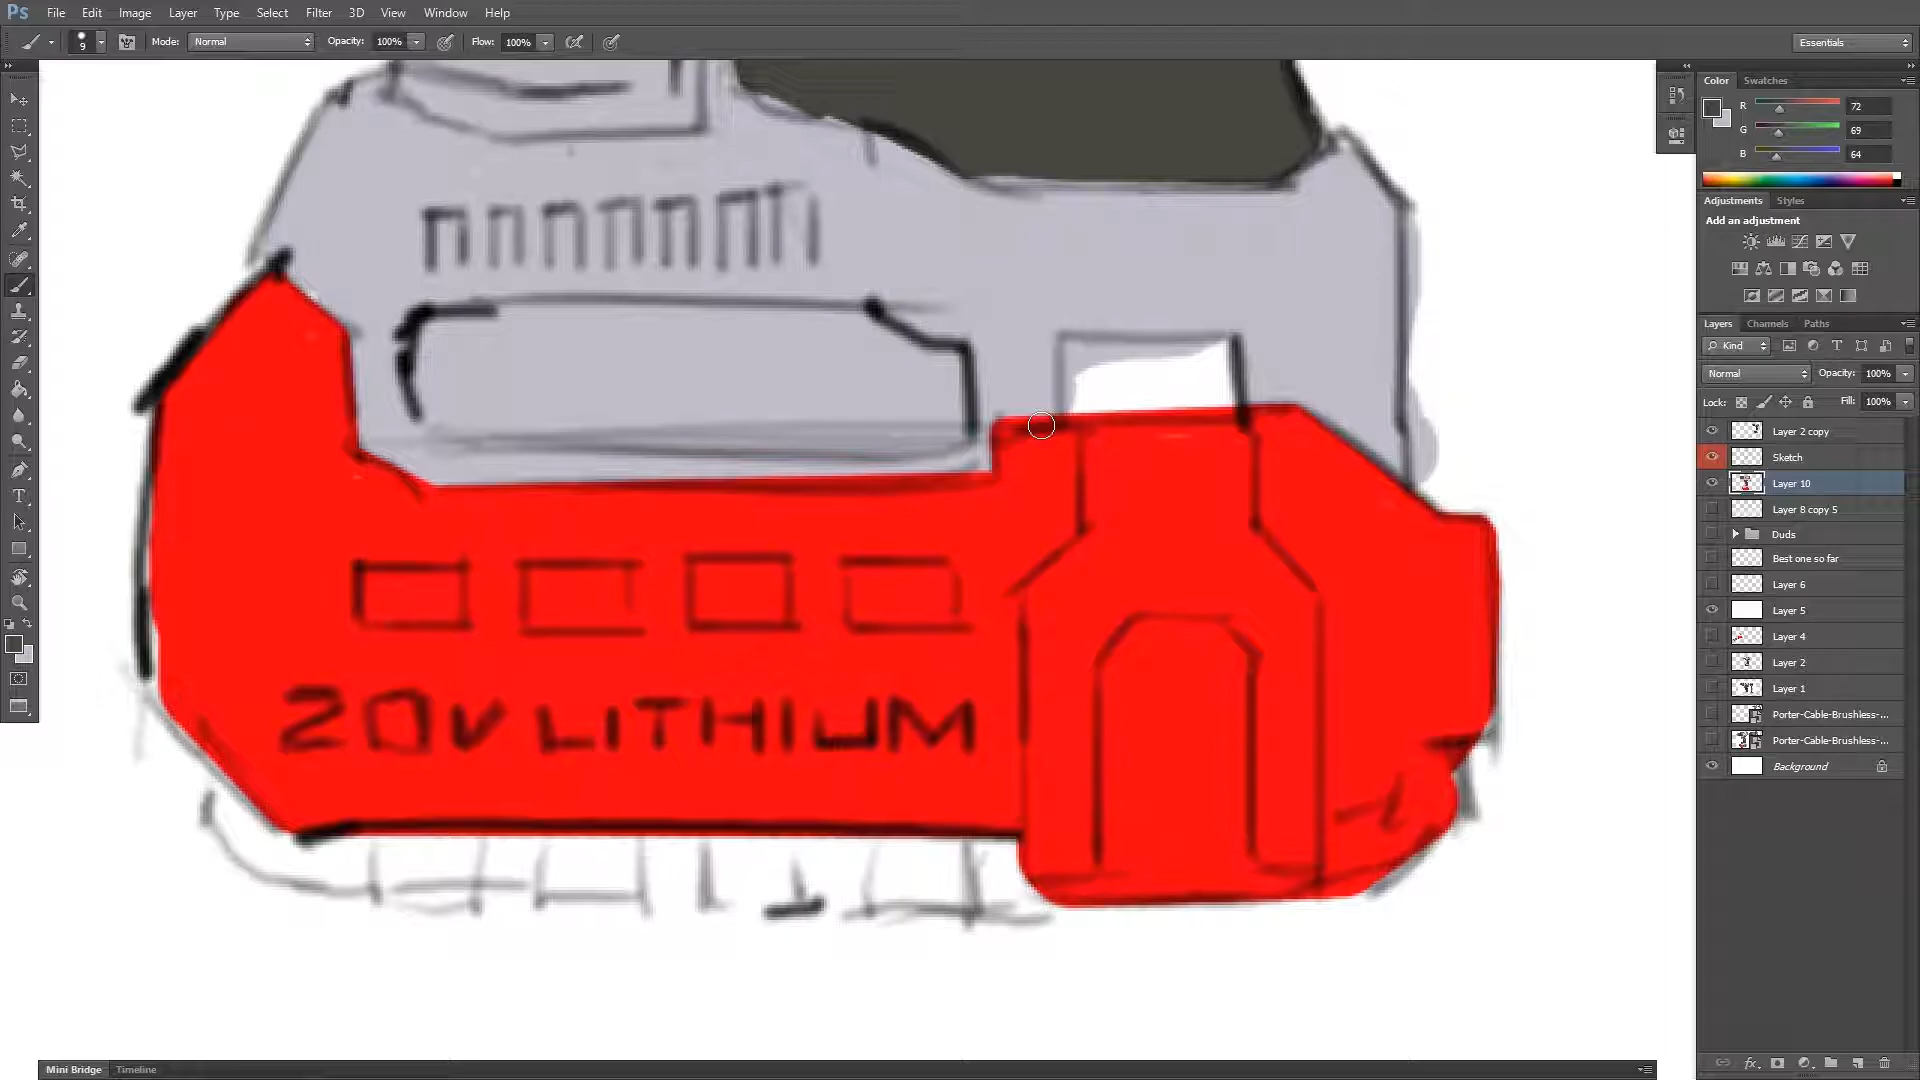 Ps File Edit Image Layer Type Select Filter 3D View Window Help
9 Mode: Normal Opacity: 100% Flow: 100% Essentials
Color Swatches
R 72
G 69
B 64
Adjustments Styles
Add an adjustment
Layers Channels Paths
Kind
Normal Opacity: 100%
Lock: Fill: 100%
Layer 2 copy
Sketch
Layer 10
Layer 8 copy 5
Duds
Best one so far
Layer 6
Layer 5
Layer 4
Layer 2
Layer 1
Porter-Cable-Brushless-...
Porter-Cable-Brushless-...
Background
20V LITHIUM
Mini Bridge Timeline